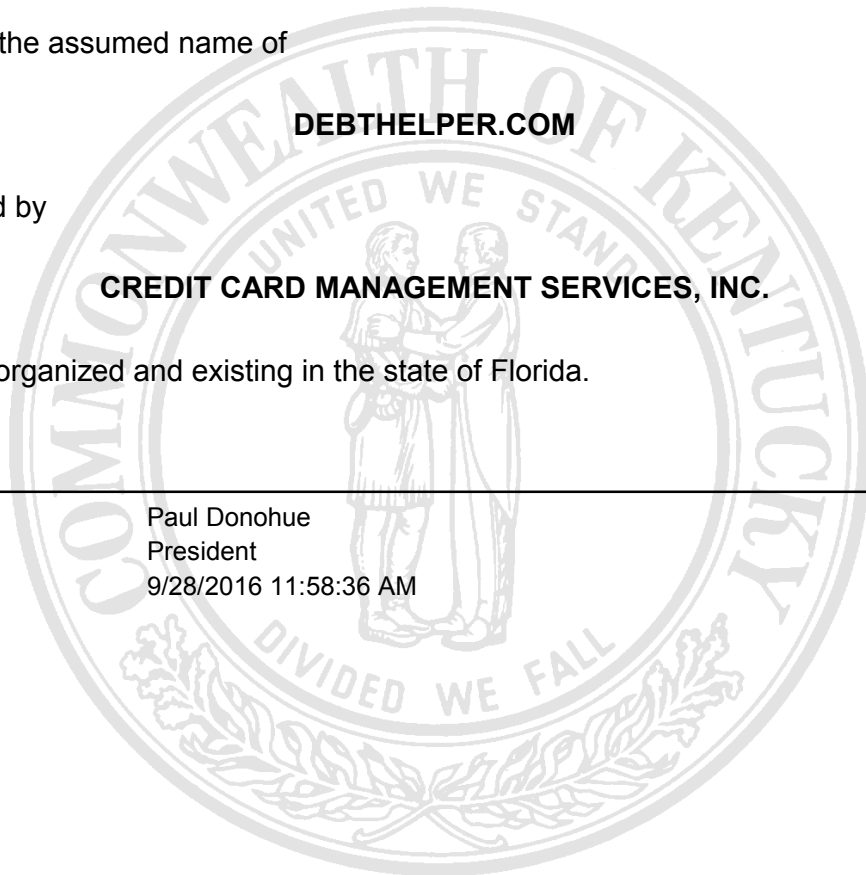 the assumed name of
DEBTHELPER.COM
d by
CREDIT CARD MANAGEMENT SERVICES, INC.
organized and existing in the state of Florida.
Paul Donohue
President
9/28/2016 11:58:36 AM
COMMONWEALTH OF KENTUCKY
UNITED WE STAND
DIVIDED WE FALL